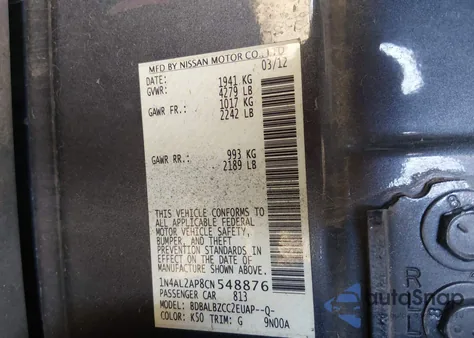 MFD BY NISSAN MOTOR CO., LTD
DATE: 03/12
GVWR: 1941 KG
4279 LB
GAWR FR.: 1017 KG
2242 LB
GAWR RR.: 993 KG
2189 LB
THIS VEHICLE CONFORMS TO
ALL APPLICABLE FEDERAL
MOTOR VEHICLE SAFETY,
BUMPER, AND THEFT
PREVENTION STANDARDS IN
EFFECT ON THE DATE OF
MANUFACTURE SHOWN ABOVE.
1N4AL2AP8CN548876
PASSENGER CAR 813
MODEL: BDBALBZCC2EUAP--Q-
COLOR: K50 TRIM: G 9N00A
autoSnap